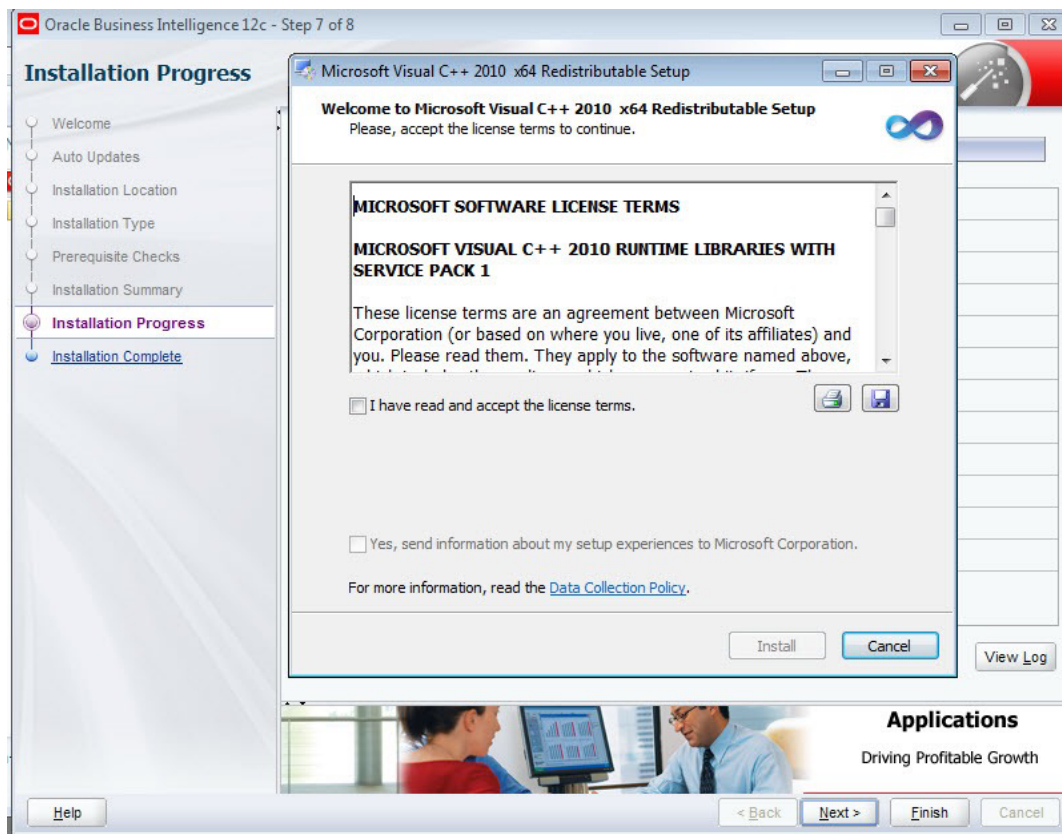 Oracle Business Intelligence 12c - Step 7 of 8
Installation Progress
Welcome
Auto Updates
Installation Location
Installation Type
Prerequisite Checks
Installation Summary
Installation Progress
Installation Complete
Microsoft Visual C++ 2010 x64 Redistributable Setup
Welcome to Microsoft Visual C++ 2010 x64 Redistributable Setup
Please, accept the license terms to continue.
MICROSOFT SOFTWARE LICENSE TERMS
MICROSOFT VISUAL C++ 2010 RUNTIME LIBRARIES WITH
SERVICE PACK 1
These license terms are an agreement between Microsoft
Corporation (or based on where you live, one of its affiliates) and
you. Please read them. They apply to the software named above,
I have read and accept the license terms.
Yes, send information about my setup experiences to Microsoft Corporation.
For more information, read the Data Collection Policy.
Install
Cancel
View Log
Applications
Driving Profitable Growth
Help
< Back
Next >
Finish
Cancel